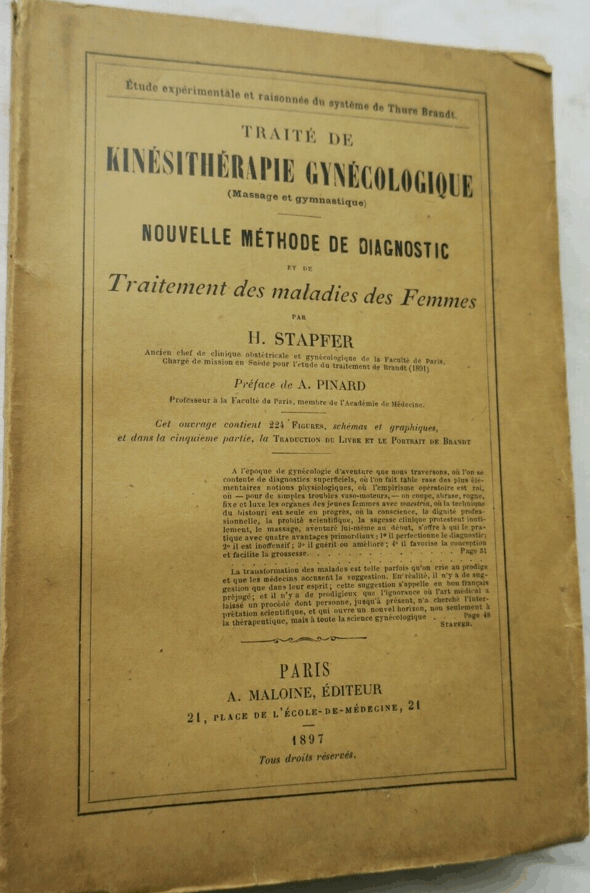 Étude expérimentale et raisonnée du système de Thure Brandt.
TRAITÉ DE
KINÉSITHÉRAPIE GYNÉCOLOGIQUE
(Massage et gymnastique)
NOUVELLE MÉTHODE DE DIAGNOSTIC
ET DE
Traitement des maladies des Femmes
PAR
H. STAPFER
Ancien chef de clinique obstétricale et gynécologique de la Faculté de Paris,
Chargé de mission en Suède pour l'étude du traitement de Brandt (1891)
Préface de A. PINARD
Professeur à la Faculté de Paris, membre de l'Académie de Médecine.
Cet ouvrage contient 224 FIGURES, schémas et graphiques,
et dans la cinquième partie, la TRADUCTION DU LIVRE ET LE PORTRAIT DE BRANDT
A l'époque de gynécologie d'aventure que nous traversons, où l'on se
contente de diagnostics superficiels, où l'on fait table rase des plus élé-
mentaires notions physiologiques, où l'empirisme opératoire est roi,
où — pour de simples troubles vaso-moteurs, — on coupe, abrase, rogne,
fixe et luxe les organes des jeunes femmes avec maestria, où la technique
du bistouri est seule en progrès, où la conscience, la dignité profes-
sionnelle, la probité scientifique, la sagesse clinique protestent inuti-
lement, le massage, aventure lui-même au début, s'offre à qui le pra-
tique avec quatre avantages primordiaux: 1° il perfectionne le diagnostic;
2° il est inoffensif; 3° il guérit ou améliore; 4° il favorise la conception
et facilite la grossesse. . . . . . . . . . . . . . . . Page 31
La transformation des malades est telle parfois qu'on crie au prodige
et que les médecins accusent la suggestion. En réalité, il n'y a de sug-
gestion que dans leur esprit; cette suggestion s'appelle en bon français
préjugé; et il n'y a de prodigieux que l'ignorance où l'art médical a
laissé un procédé dont personne, jusqu'à présent, n'a cherché l'inter-
prétation scientifique, et qui ouvre un nouvel horizon, non seulement à
la thérapeutique, mais à toute la science gynécologique . . Page 48
STAPFER.
PARIS
A. MALOINE, ÉDITEUR
21, PLACE DE L'ÉCOLE-DE-MÉDECINE, 21
1897
Tous droits réservés.